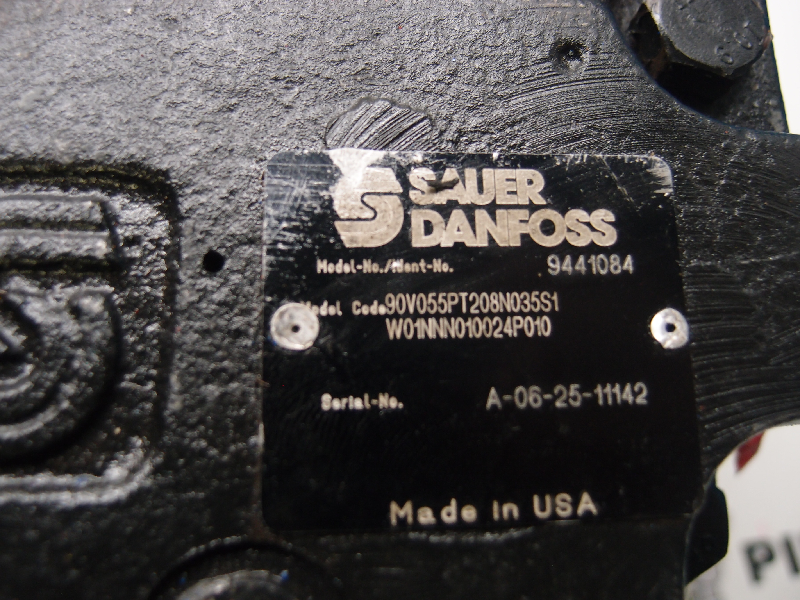 SAUER
DANFOSS
Model-No./Ident-No. 9441084
Model Code 90V055PT208N035S1
W01NNN010024P010
Serial-No. A-06-25-11142
Made in USA